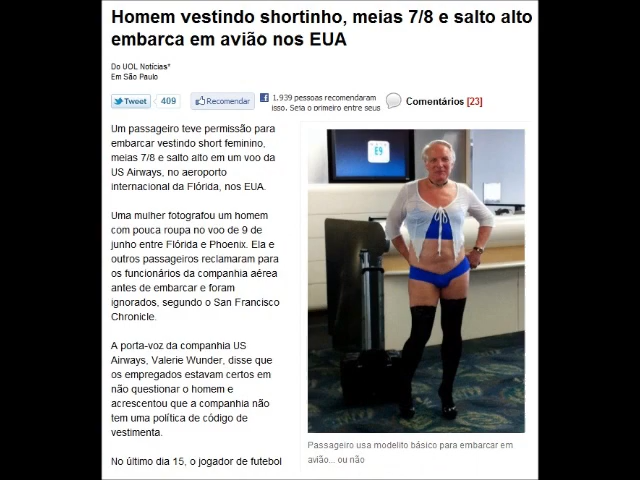 Homem vestindo shortinho, meias 7/8 e salto alto
embarca em avião nos EUA
Do UOL Notícias*
Em São Paulo
Tweet 409 Recomendar 1.939 pessoas recomendaram
isso. Seja o primeiro entre seus
Comentários [23]
Um passageiro teve permissão para
embarcar vestindo short feminino,
meias 7/8 e salto alto em um voo da
US Airways, no aeroporto
internacional da Flórida, nos EUA.
Uma mulher fotografou um homem
com pouca roupa no voo de 9 de
junho entre Flórida e Phoenix. Ela e
outros passageiros reclamaram para
os funcionários da companhia aérea
antes de embarcar e foram
ignorados, segundo o San Francisco
Chronicle.
A porta-voz da companhia US
Airways, Valerie Wunder, disse que
os empregados estavam certos em
não questionar o homem e
acrescentou que a companhia não
tem uma política de código de
vestimenta.
No último dia 15, o jogador de futebol
Passageiro usa modelito básico para embarcar em
avião... ou não